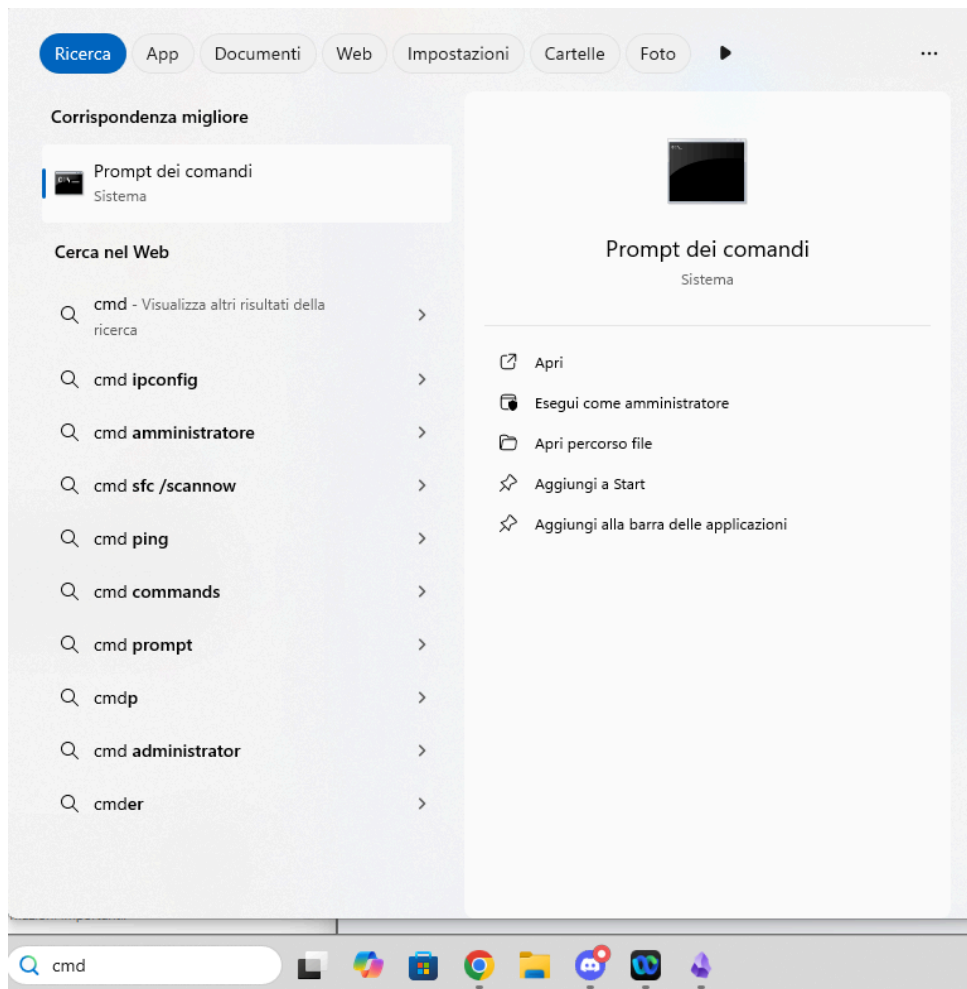 Ricerca
App
Documenti
Web
Impostazioni
Cartelle
Foto
Corrispondenza migliore
Prompt dei comandi
Sistema
Cerca nel Web
cmd - Visualizza altri risultati della
ricerca
cmd ipconfig
cmd amministratore
cmd sfc /scannow
cmd ping
cmd commands
cmd prompt
cmdp
cmd administrator
cmder
Prompt dei comandi
Sistema
Apri
Esegui come amministratore
Apri percorso file
Aggiungi a Start
Aggiungi alla barra delle applicazioni
cmd